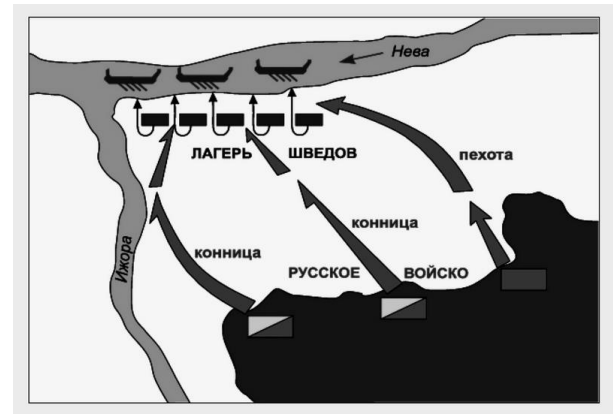 Нева
ЛАГЕРЬ ШВЕДОВ
пехота
конница
конница
РУССКОЕ ВОЙСКО
Ижора